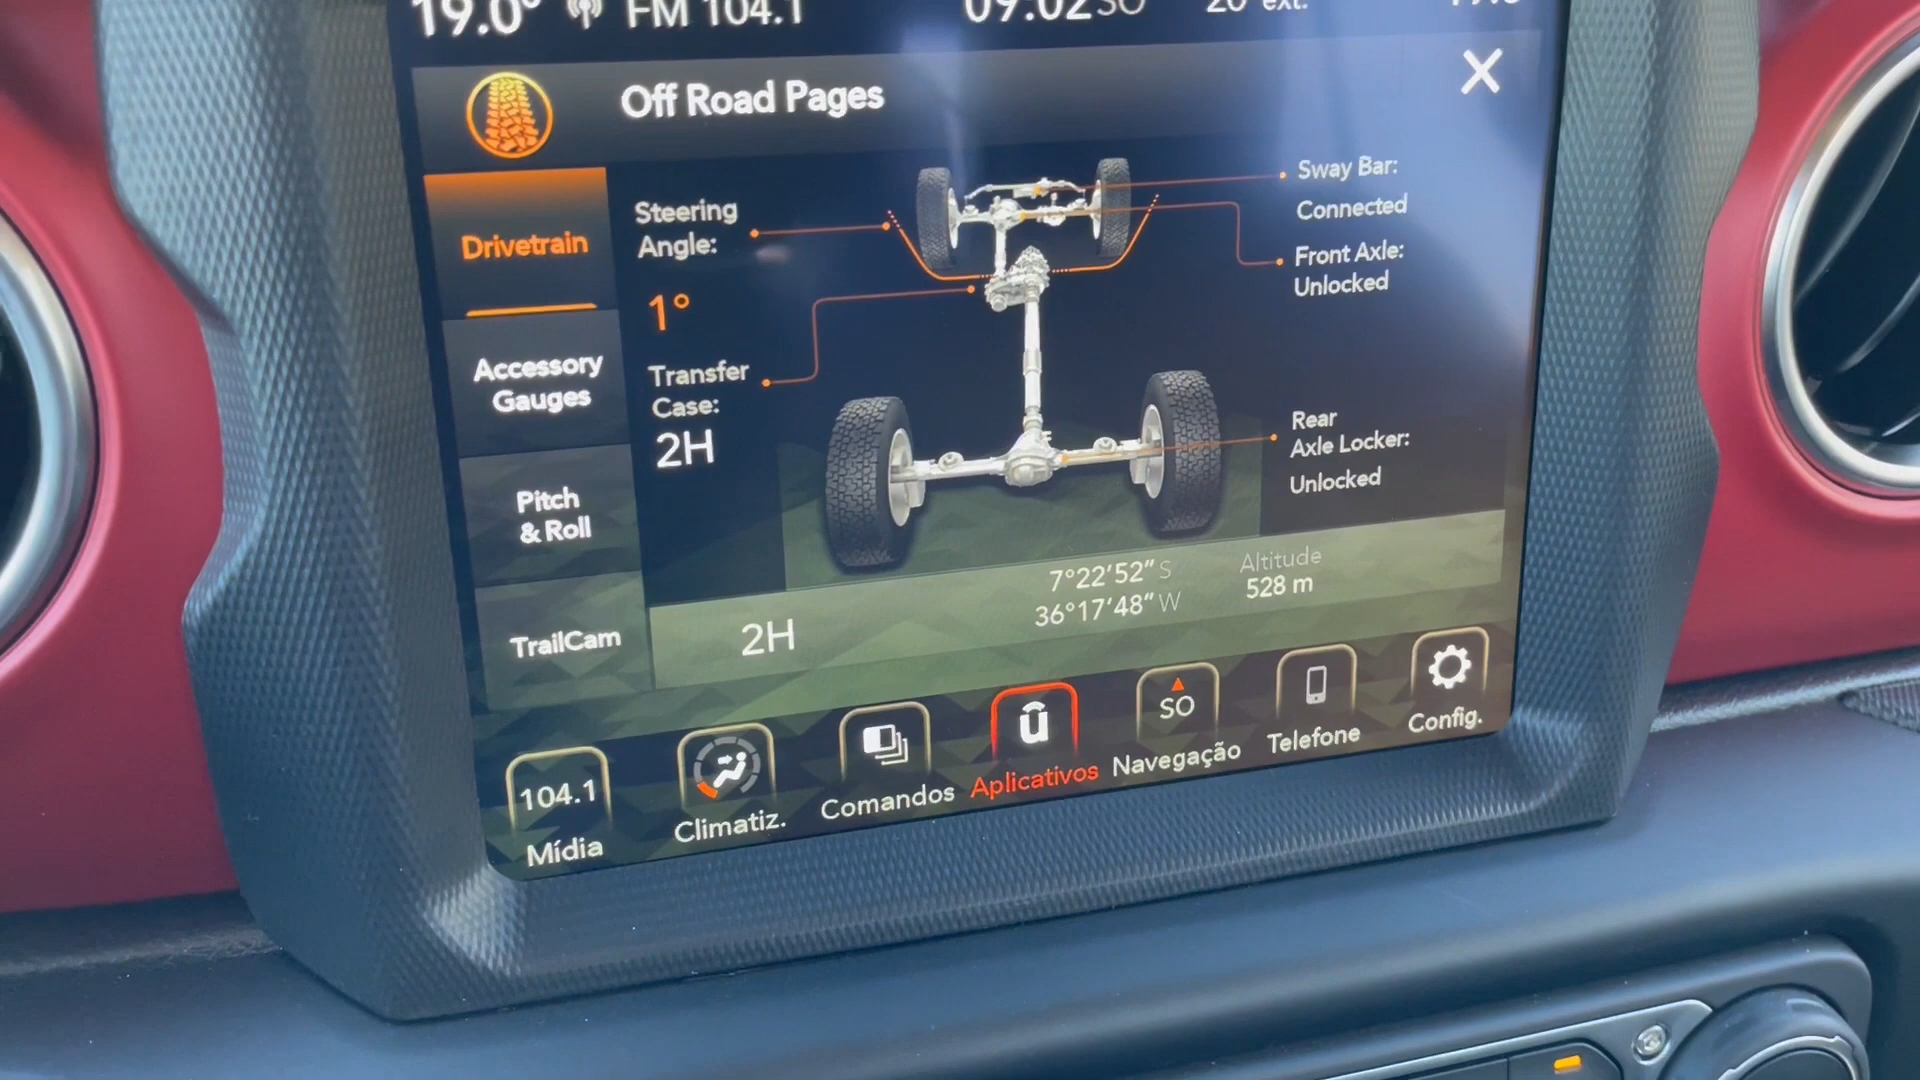 19.0° FM 104.1 09:02 SO 20° ext.
Off Road Pages
Drivetrain
Accessory
Gauges
Pitch
& Roll
TrailCam
Steering
Angle:
1°
Transfer
Case:
2H
Sway Bar:
Connected
Front Axle:
Unlocked
Rear
Axle Locker:
Unlocked
2H
7°22'52" S
36°17'48" W
Altitude
528 m
104.1
Mídia
Climatiz.
Comandos
û
Aplicativos
SO
Navegação
Telefone
Config.